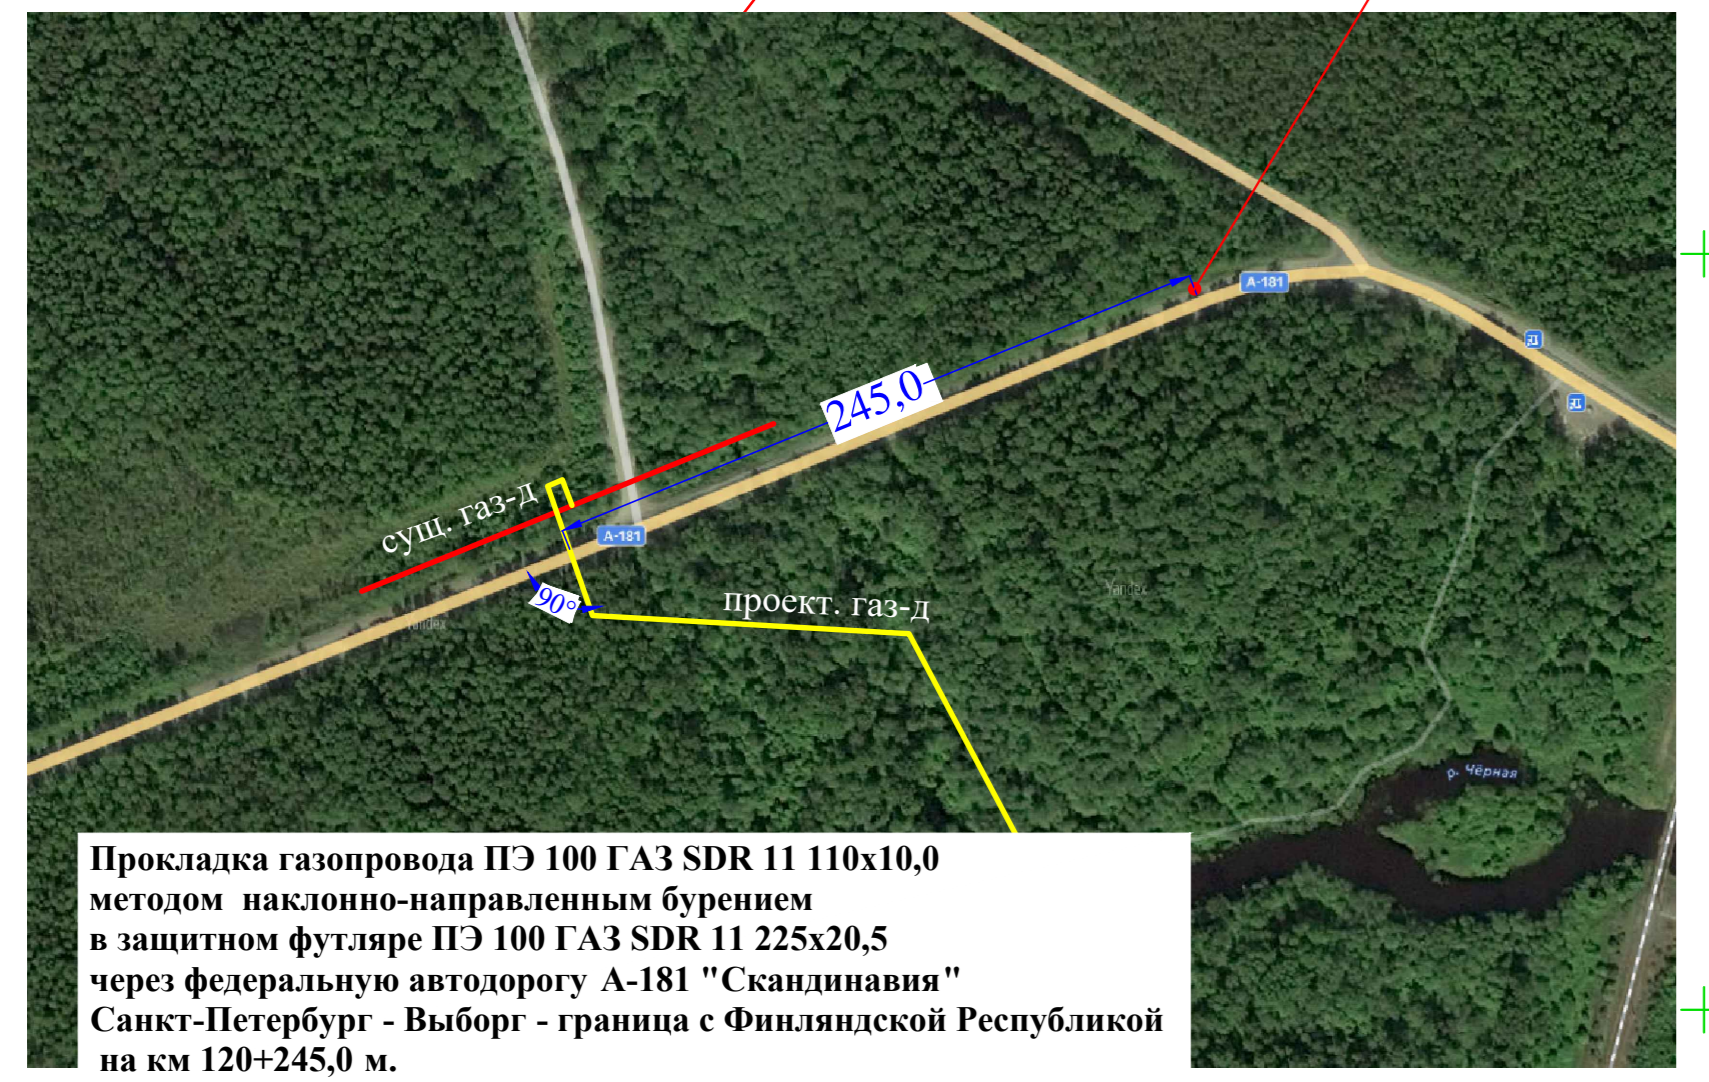 А-181
245,0
сущ. газ-д
А-181
90°
проект. газ-д
Yandex
Yandex
р. Чёрная
Прокладка газопровода ПЭ 100 ГАЗ SDR 11 110х10,0
методом наклонно-направленным бурением
в защитном футляре ПЭ 100 ГАЗ SDR 11 225х20,5
через федеральную автодорогу А-181 "Скандинавия"
Санкт-Петербург - Выборг - граница с Финляндской Республикой
на км 120+245,0 м.